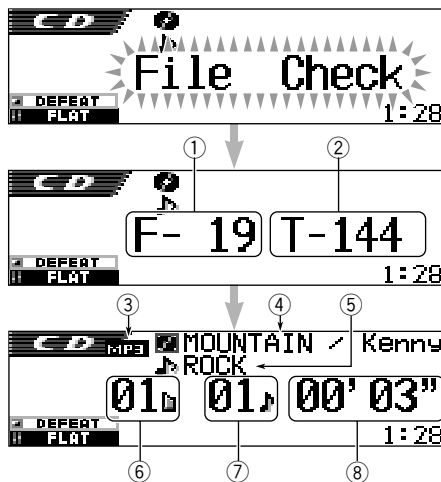 CD
File Check
DEFEAT
FLAT 1:28
① ②
CD
F- 19 T-144
DEFEAT
FLAT 1:28
③ ④ ⑤
CD MP3 MOUNTAIN / Kenny
ROCK
01 01 00' 03"
DEFEAT
FLAT 1:28
⑥ ⑦ ⑧